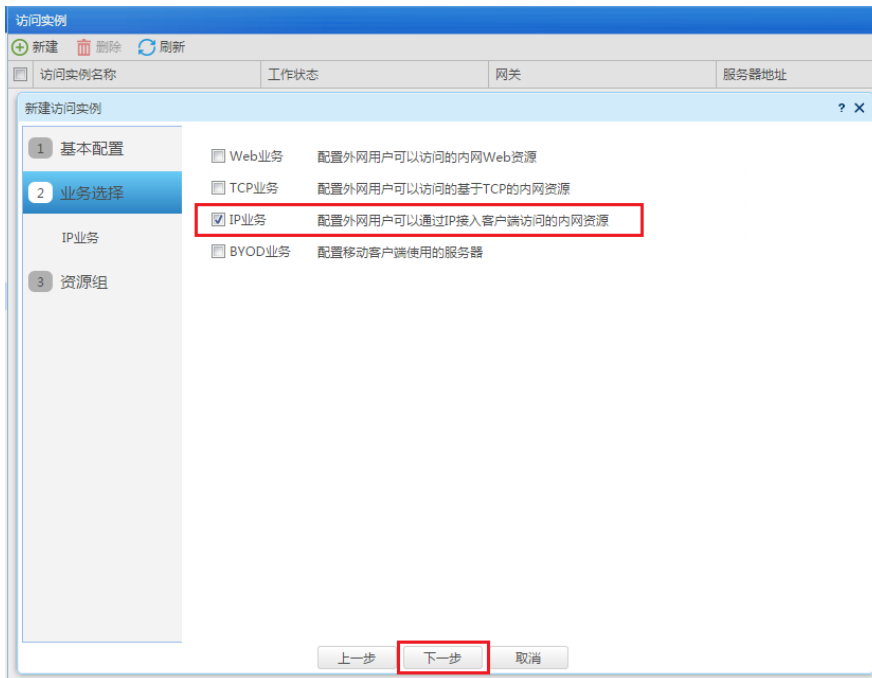 访问实例
新建 删除 刷新
访问实例名称 工作状态 网关 服务器地址
新建访问实例 ? X
1 基本配置
2 业务选择
IP业务
3 资源组
Web业务 配置外网用户可以访问的内网Web资源
TCP业务 配置外网用户可以访问的基于TCP的内网资源
IP业务 配置外网用户可以通过IP接入客户端访问的内网资源
BYOD业务 配置移动客户端使用的服务器
上一步 下一步 取消